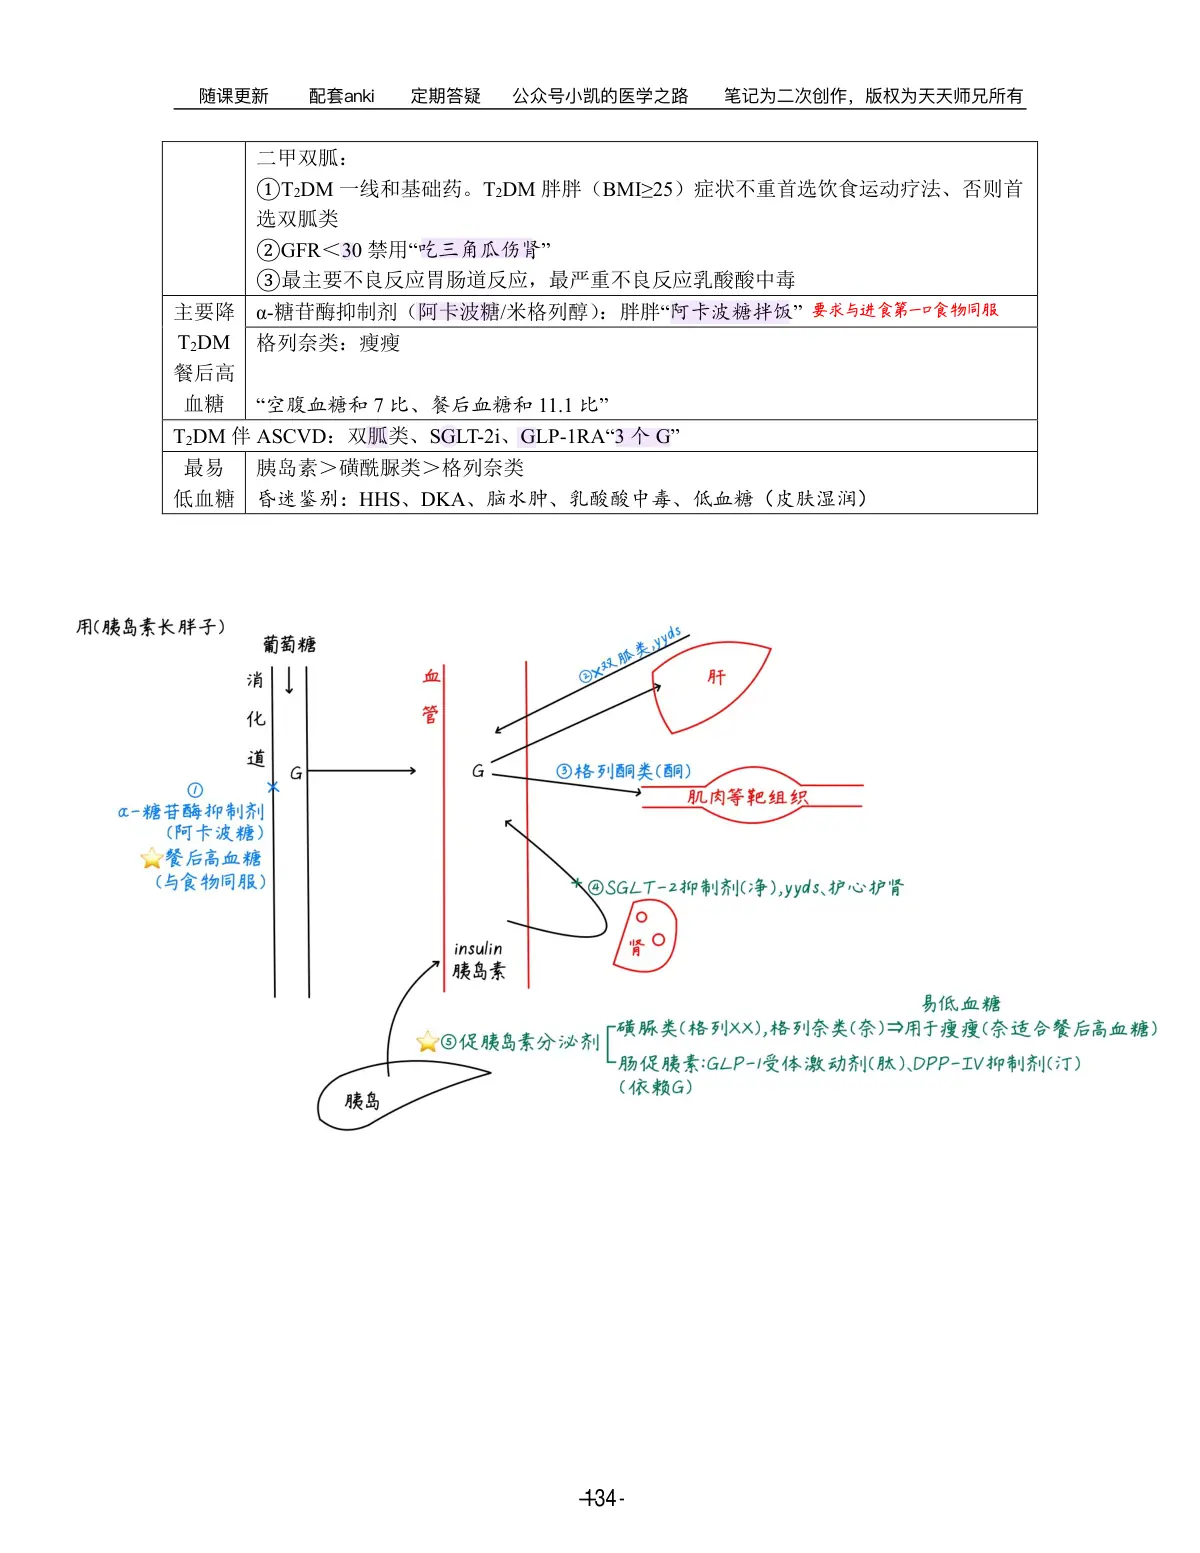 随课更新 配套anki 定期答疑 公众号小凯的医学之路 笔记为二次创作，版权为天天师兄所有
二甲双胍：
①T2DM 一线和基础药。T2DM 胖胖（BMI≥25）症状不重首选饮食运动疗法、否则首
选双胍类
②GFR＜30 禁用“吃三角瓜伤肾”
③最主要不良反应胃肠道反应，最严重不良反应乳酸酸中毒
主要降
T2DM
餐后高
血糖
α-糖苷酶抑制剂（阿卡波糖/米格列醇）：胖胖“阿卡波糖拌饭” 要求与进食第一口食物同服
格列奈类：瘦瘦
“空腹血糖和 7 比、餐后血糖和 11.1 比”
T2DM 伴 ASCVD：双胍类、SGLT-2i、GLP-1RA“3 个 G”
最易
低血糖
胰岛素＞磺酰脲类＞格列奈类
昏迷鉴别：HHS、DKA、脑水肿、乳酸酸中毒、低血糖（皮肤湿润）
用(胰岛素长胖子)
葡萄糖
消化道
G
①
α-糖苷酶抑制剂
(阿卡波糖)
⭐餐后高血糖
(与食物同服)
血管
G
②x双胍类,yyds
肝
③格列酮类(酮)
肌肉等靶组织
④SGLT-2抑制剂(净),yyds、护心护肾
肾
insulin
胰岛素
易低血糖
⭐⑤促胰岛素分泌剂
磺脲类(格列XX),格列奈类(奈)⇒用于瘦瘦(奈适合餐后高血糖)
肠促胰素:GLP-1受体激动剂(肽)、DPP-IV抑制剂(汀)
(依赖G)
胰岛
-134-